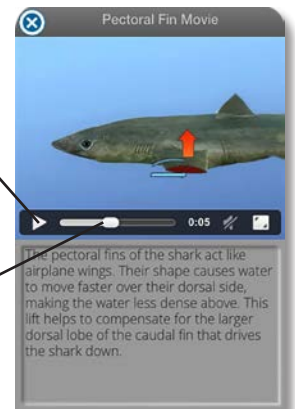 Pectoral Fin Movie
0:05
The pectoral fins of the shark act like
airplane wings. Their shape causes water
to move faster over their dorsal side,
making the water less dense above. This
lift helps to compensate for the larger
dorsal lobe of the caudal fin that drives
the shark down.